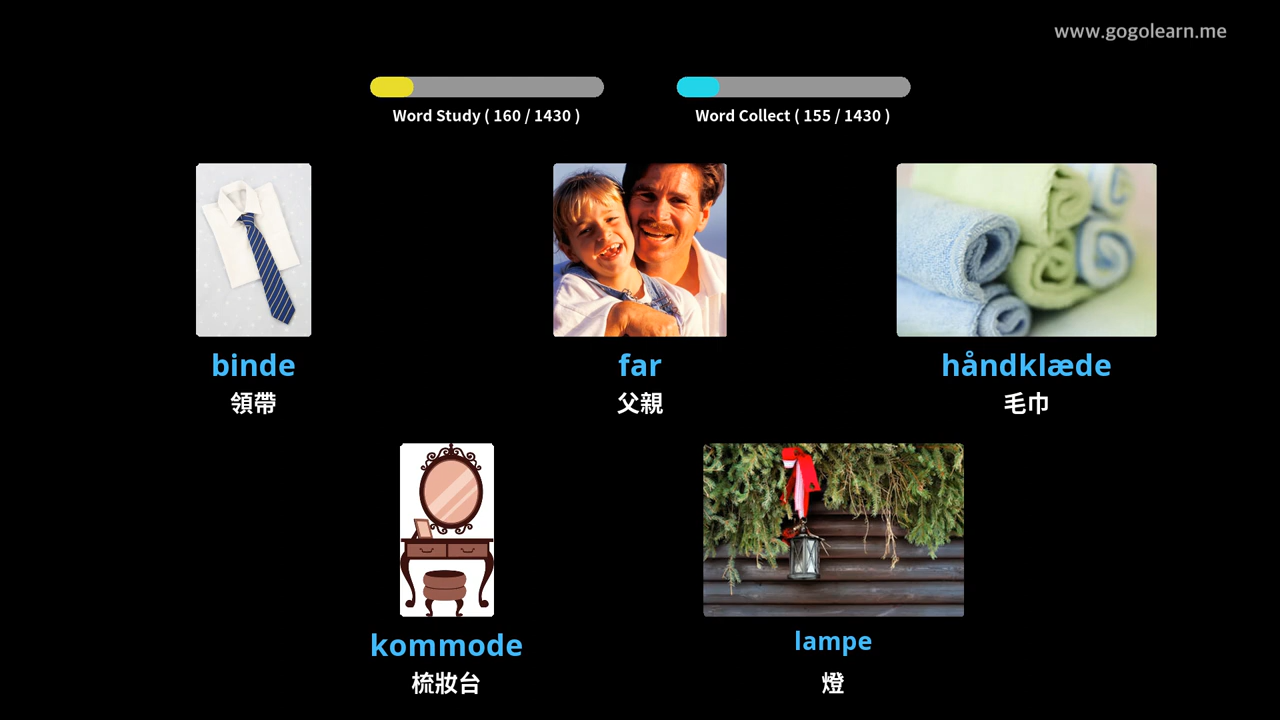 www.gogolearn.me
Word Study ( 160 / 1430 )
Word Collect ( 155 / 1430 )
binde
領帶
far
父親
håndklæde
毛巾
kommode
梳妝台
lampe
燈